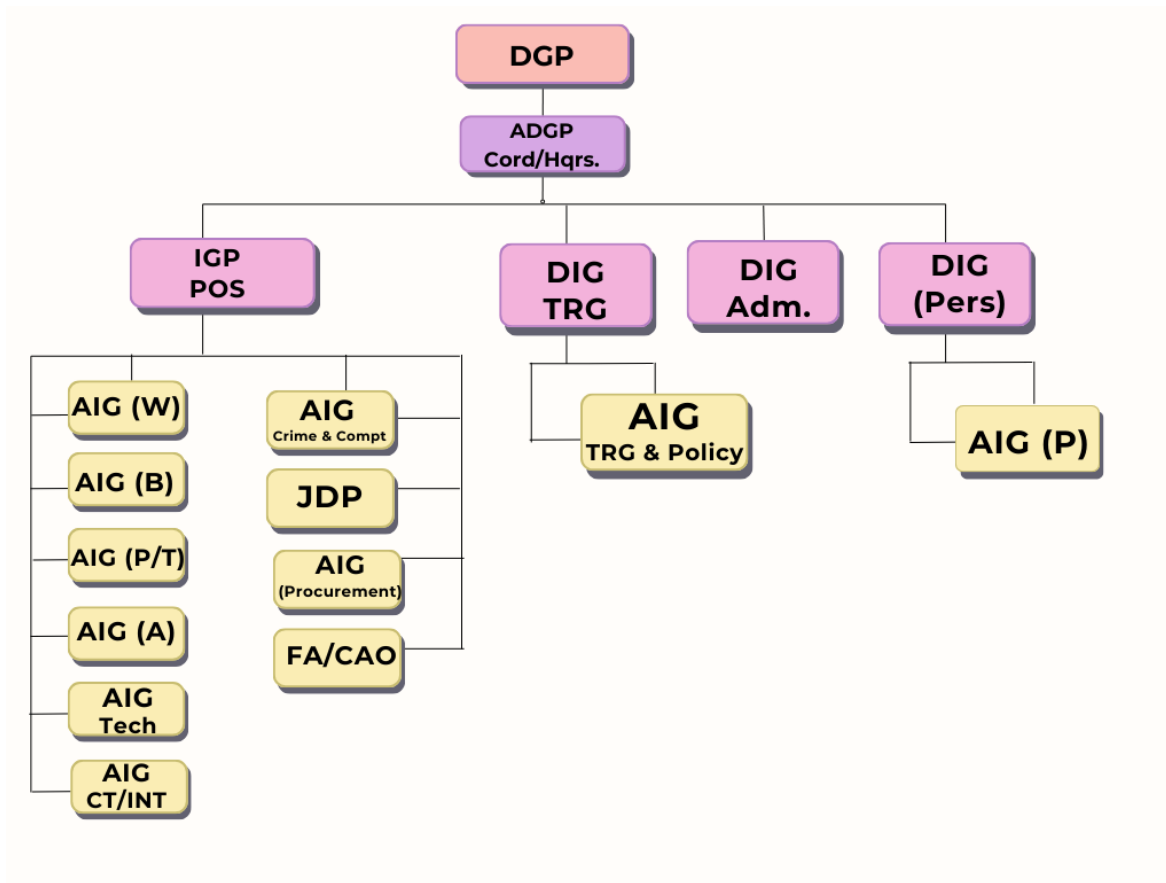 DGP
ADGP
Cord/Hqrs.
IGP
POS
DIG
TRG
DIG
Adm.
DIG
(Pers)
AIG (W)
AIG (B)
AIG (P/T)
AIG (A)
AIG
Tech
AIG
CT/INT
AIG
Crime & Compt
JDP
AIG
(Procurement)
FA/CAO
AIG
TRG & Policy
AIG (P)